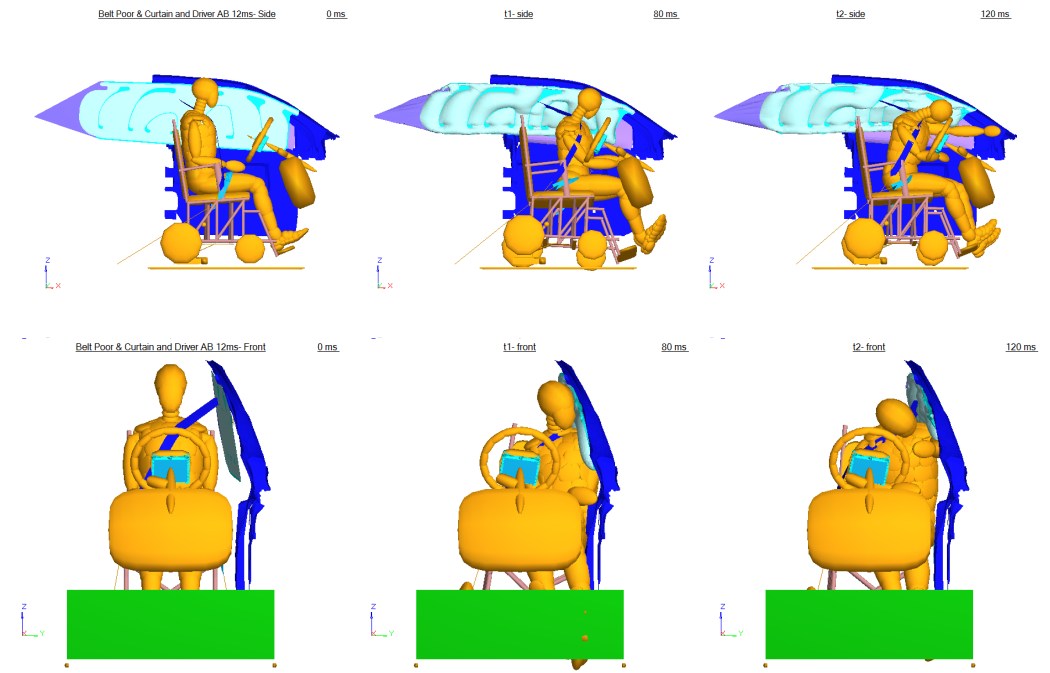 Belt Poor & Curtain and Driver AB 12ms- Side 0 ms t1- side 80 ms t2- side 120 ms
Z X Z X Z X
Belt Poor & Curtain and Driver AB 12ms- Front 0 ms t1- front 80 ms t2- front 120 ms
Z X Y Z X Y Z X Y